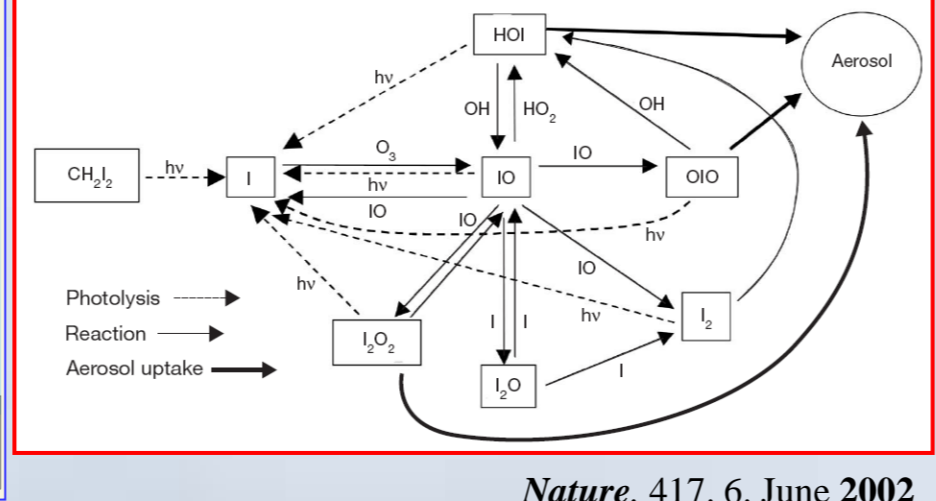 HOI
Aerosol
hν
OH
HO₂
OH
CH₂I₂
hν
I
O₃
hν
IO
IO
IO
OIO
IO
hν
IO
hν
hν
I₂
Photolysis
Reaction
Aerosol uptake
I₂O₂
I
I
I₂O
I
Nature, 417, 6, June 2002